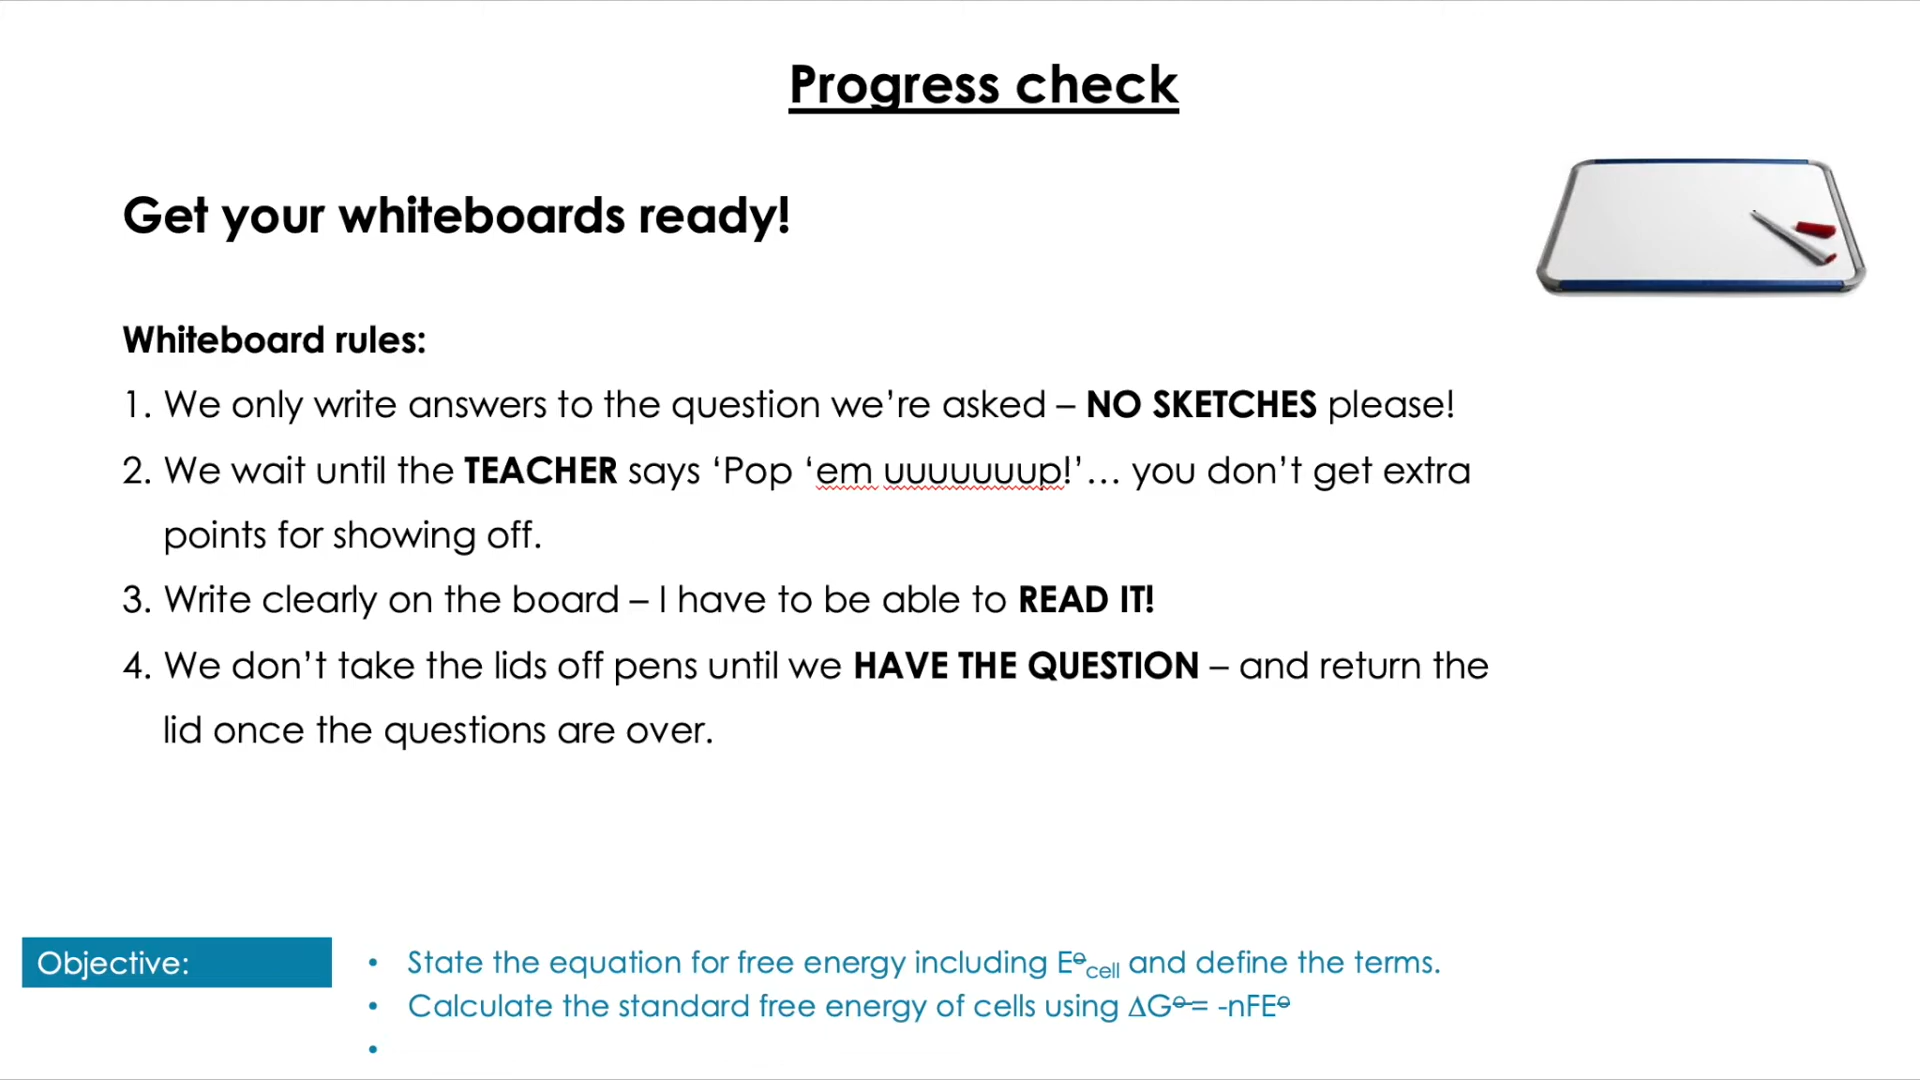 Progress check
Get your whiteboards ready!
Whiteboard rules:
1. We only write answers to the question we’re asked – NO SKETCHES please!
2. We wait until the TEACHER says ‘Pop ‘em uuuuuuup!’… you don’t get extra
points for showing off.
3. Write clearly on the board – I have to be able to READ IT!
4. We don’t take the lids off pens until we HAVE THE QUESTION – and return the
lid once the questions are over.
Objective:
• State the equation for free energy including E⦵cell and define the terms.
• Calculate the standard free energy of cells using ΔG⦵= -nFE⦵
•